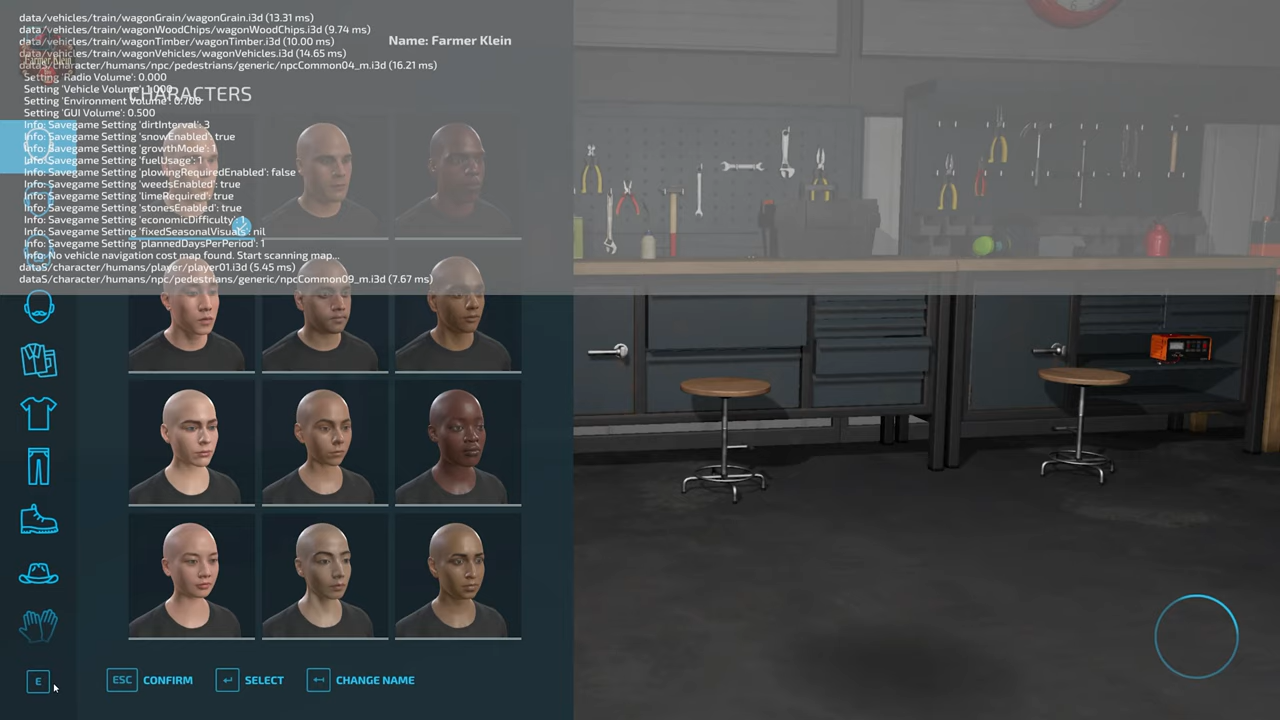 data/vehicles/train/wagonGrain/wagonGrain.i3d (13.31 ms)
data/vehicles/train/wagonWoodChips/wagonWoodChips.i3d (9.74 ms)
data/vehicles/train/wagonTimber/wagonTimber.i3d (10.00 ms)
data/vehicles/train/wagonVehicles/wagonVehicles.i3d (14.65 ms)
dataS/character/humans/npc/pedestrians/generic/npcCommon04_m.i3d (16.21 ms)
Name: Farmer Klein
Farmer Klein
Setting 'Radio Volume': 0.000
Setting 'Vehicle Volume': 1.000
Setting 'Environment Volume': 0.700
Setting 'GUI Volume': 0.500
CHARACTERS
Info: Savegame Setting 'dirtInterval': 3
Info: Savegame Setting 'snowEnabled': true
Info: Savegame Setting 'growthMode': 1
Info: Savegame Setting 'fuelUsage': 1
Info: Savegame Setting 'plowingRequiredEnabled': false
Info: Savegame Setting 'weedsEnabled': true
Info: Savegame Setting 'limeRequired': true
Info: Savegame Setting 'stonesEnabled': true
Info: Savegame Setting 'economicDifficulty': 1
Info: Savegame Setting 'fixedSeasonalVisuals': nil
Info: Savegame Setting 'plannedDaysPerPeriod': 1
Info: No vehicle navigation cost map found. Start scanning map...
dataS/character/humans/player/player01.i3d (5.45 ms)
dataS/character/humans/npc/pedestrians/generic/npcCommon09_m.i3d (7.67 ms)
E
ESC CONFIRM
SELECT
CHANGE NAME